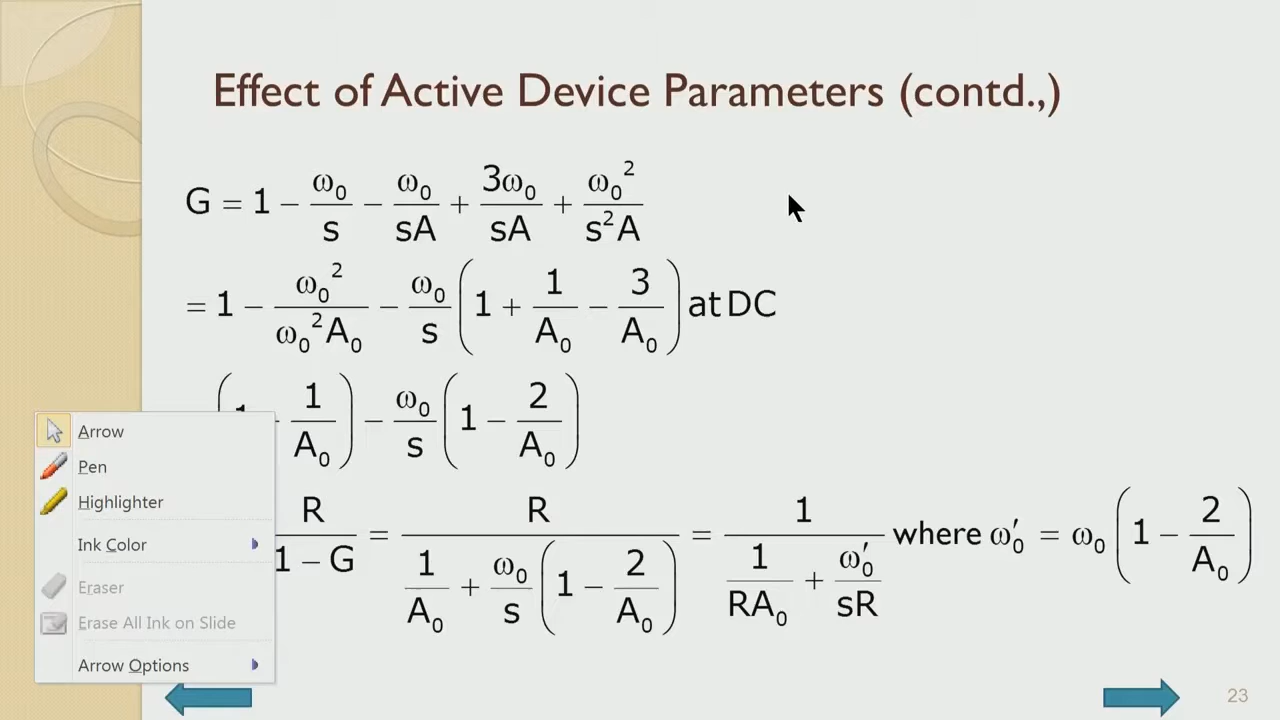 Effect of Active Device Parameters (contd.,)
G = 1 − ω₀/s − ω₀/sA + 3ω₀/sA + ω₀²/s²A
= 1 − ω₀²/ω₀²A₀ − ω₀/s (1 + 1/A₀ − 3/A₀) at DC
1/A₀) − ω₀/s (1 − 2/A₀)
R/(1 − G) = R/(1/A₀ + ω₀/s (1 − 2/A₀)) = 1/(1/RA₀ + ω₀′/sR) where ω₀′ = ω₀ (1 − 2/A₀)
Arrow
Pen
Highlighter
Ink Color
Eraser
Erase All Ink on Slide
Arrow Options
23